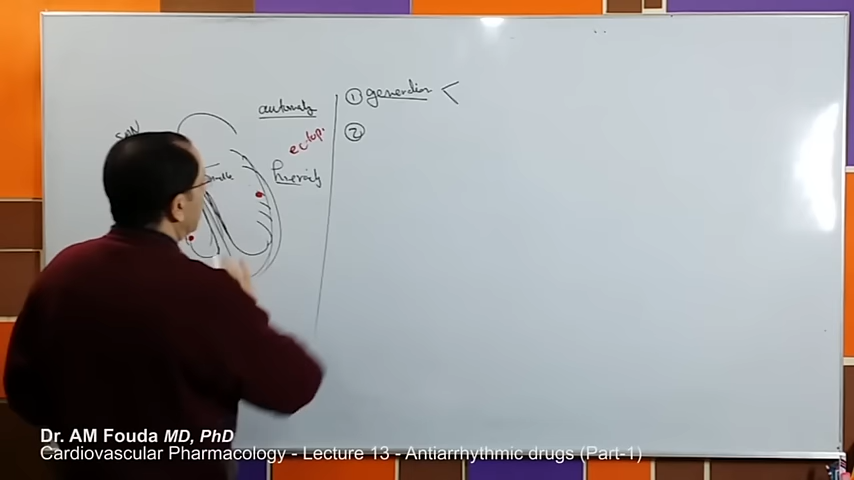 SAN
automaty
ectop.
① generation <
②
Dr. AM Fouda MD, PhD
Cardiovascular Pharmacology - Lecture 13 - Antiarrhythmic drugs (Part-1)